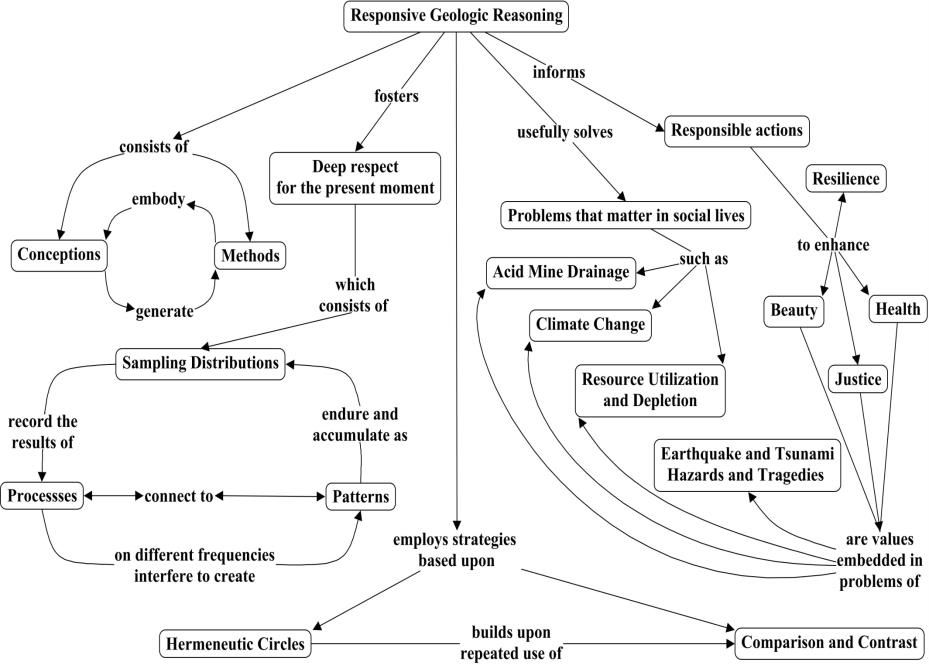 Responsive Geologic Reasoning
informs
fosters
usefully solves
Responsible actions
consists of
Deep respect
for the present moment
Resilience
embody
Problems that matter in social lives
to enhance
Conceptions
Methods
such as
Acid Mine Drainage
which
consists of
generate
Beauty
Health
Climate Change
Sampling Distributions
Resource Utilization
and Depletion
Justice
record the
results of
endure and
accumulate as
Earthquake and Tsunami
Hazards and Tragedies
Processses
connect to
Patterns
employs strategies
based upon
are values
embedded in
problems of
on different frequencies
interfere to create
Hermeneutic Circles
builds upon
repeated use of
Comparison and Contrast